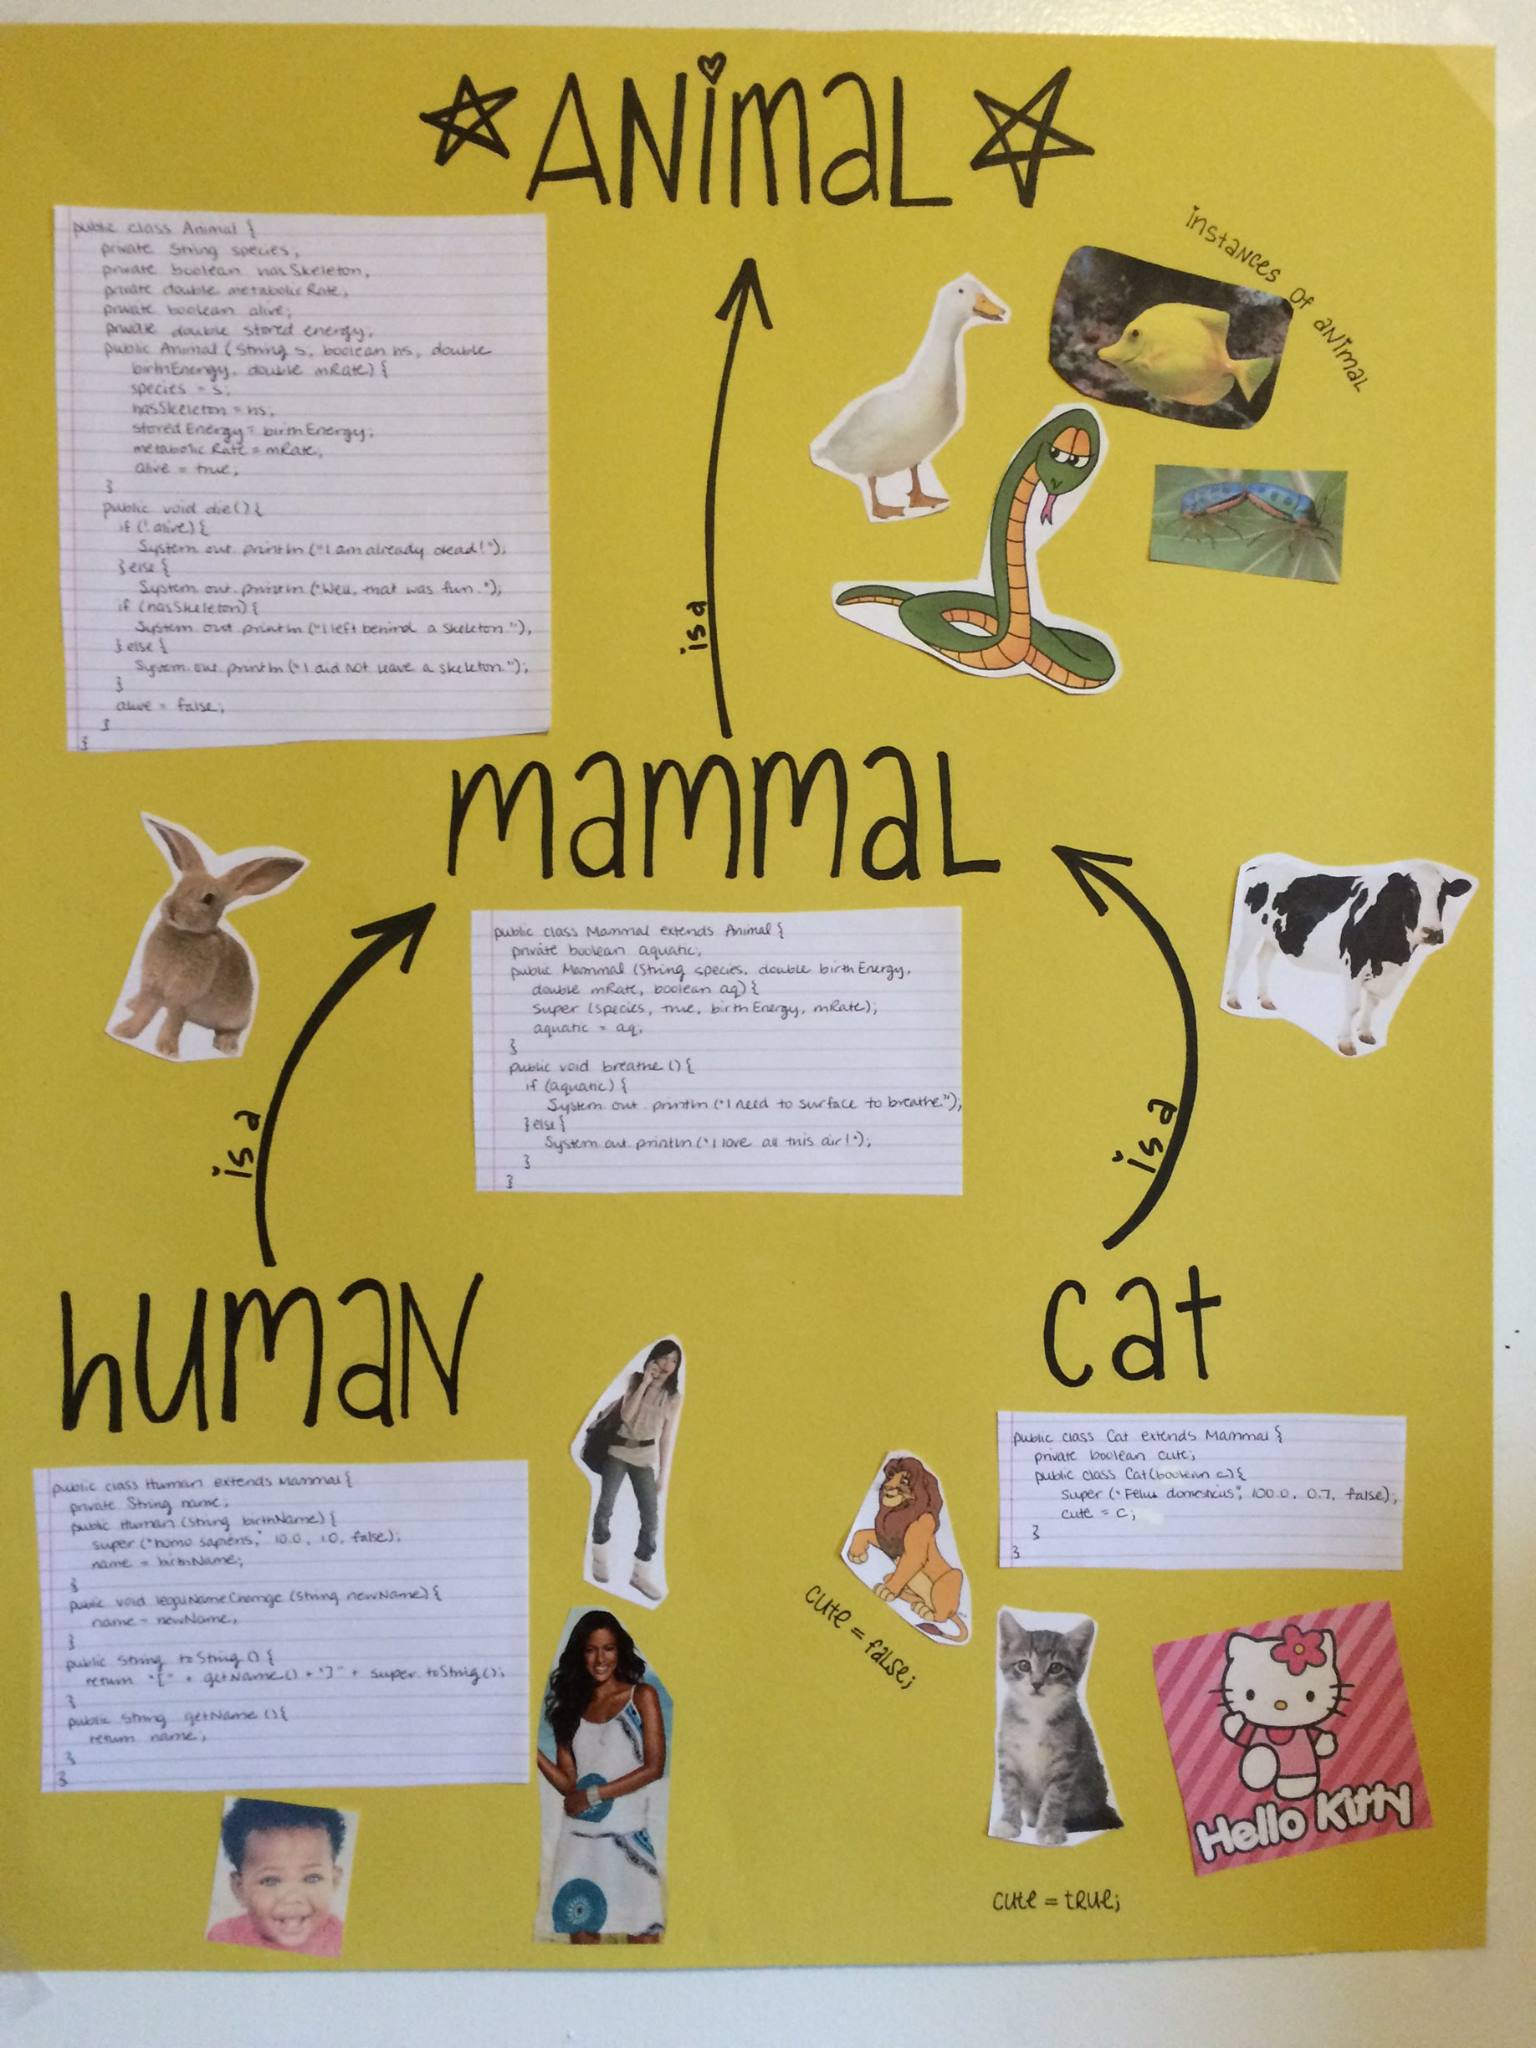 ANimaL
public class Animal {
private String species;
private boolean hasSkeleton;
private double metabolicRate;
private boolean alive;
private double stored energy;
public Animal (String s, boolean hs, double
birthEnergy, double mRate) {
species = s;
hasSkeleton = hs;
stored Energy = birthEnergy;
metabolic Rate = mRate;
alive = true;
}
public void die() {
if (!alive) {
System.out.println ("I am already dead!");
} else {
System.out.println ("Well, that was fun.");
if (hasSkeleton) {
System.out.println ("I left behind a skeleton.");
} else {
System.out.println ("I did not leave a skeleton.");
}
alive = false;
}
}
instances of aNimaL
is a
mammaL
public class Mammal extends Animal {
private boolean aquatic;
public Mammal (String species, double birthEnergy,
double mRate, boolean aq) {
Super (species, true, birthEnergy, mRate);
aquatic = aq;
}
public void breathe () {
if (aquatic) {
System.out.println ("I need to surface to breathe");
} else {
System.out.println ("I love all this air!");
}
}
is a
is a
humaN
public class Human extends Mammal {
private String name;
public Human (String birthName) {
super ("homo sapiens," 10.0, 1.0, false);
name = birthName;
}
public void legalNameChange (String newName) {
name = newName;
}
public String toString () {
return "[" + getName() + "]" + super.toString();
}
public String getName () {
return name;
}
}
cat
public class Cat extends Mammal {
private boolean cute;
public class Cat (boolean c) {
super ("Felus domesticus", 100.0, 0.7, false);
cute = c;
}
}
cute = faLse;
Hello Kitty
cute = tRue;